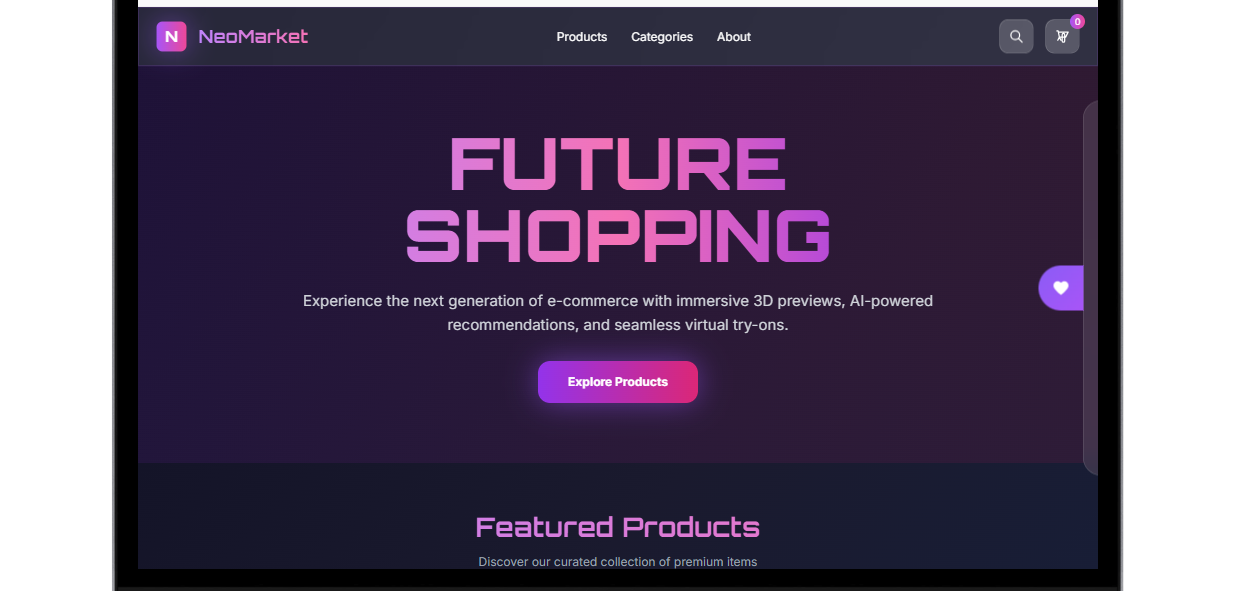 N NeoMarket
Products Categories About
0
FUTURE
SHOPPING
Experience the next generation of e-commerce with immersive 3D previews, AI-powered
recommendations, and seamless virtual try-ons.
Explore Products
Featured Products
Discover our curated collection of premium items